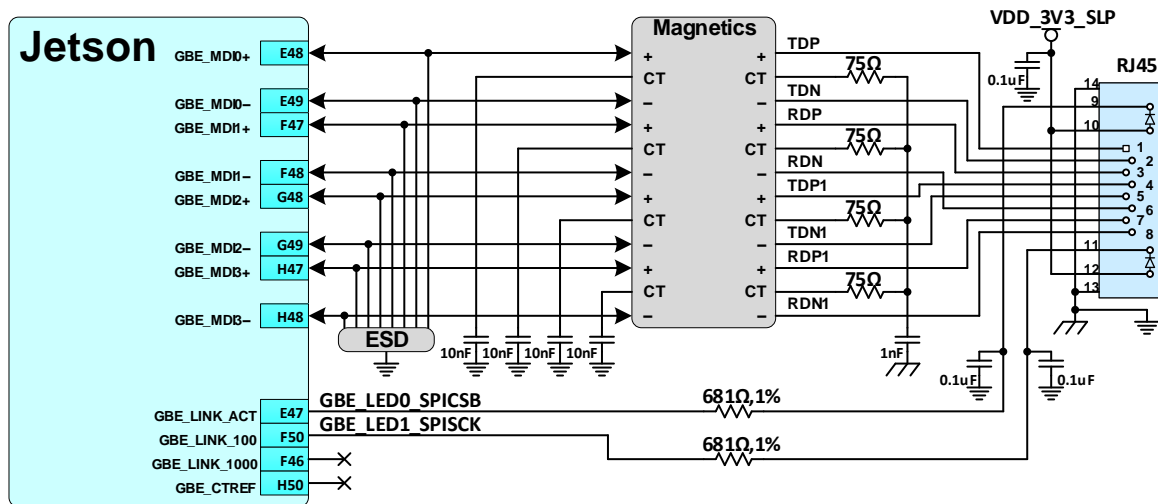 Jetson
GBE_MDI0+ E48
GBE_MDI0– E49
GBE_MDI1+ F47
GBE_MDI1– F48
GBE_MDI2+ G48
GBE_MDI2– G49
GBE_MDI3+ H47
GBE_MDI3– H48
GBE_LINK_ACT E47
GBE_LINK_100 F50
GBE_LINK_1000 F46
GBE_CTREF H50
ESD
10nF 10nF 10nF 10nF
GBE_LED0_SPICSB
GBE_LED1_SPISCK
681Ω,1%
681Ω,1%
Magnetics
+ +
CT CT
– –
+ +
CT CT
– –
+ +
CT CT
– –
+ +
CT CT
– –
TDP
75Ω
TDN
RDP
75Ω
RDN
TDP1
75Ω
TDN1
RDP1
75Ω
RDN1
1nF
VDD_3V3_SLP
0.1uF
RJ45
14
9
10
1
2
3
4
5
6
7
8
11
12
13
0.1uF
0.1uF